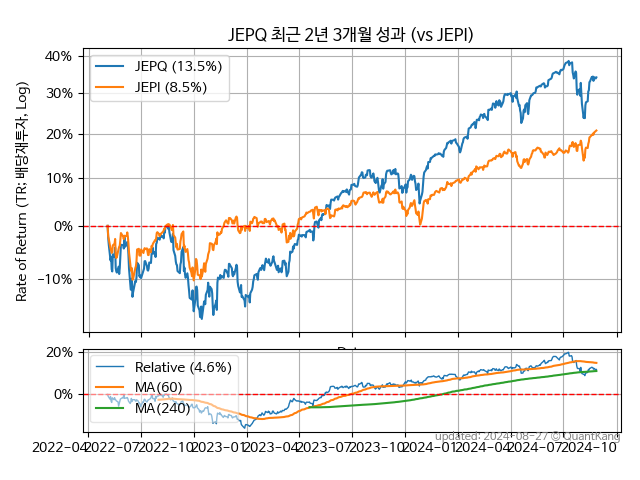 JEPQ 최근 2년 3개월 성과 (vs JEPI)
Rate of Return (TR; 배당재투자, Log)
40%
30%
20%
10%
0%
−10%
JEPQ (13.5%)
JEPI (8.5%)
20%
0%
Relative (4.6%)
MA(60)
MA(240)
updated: 2024-08-27 © QuantKang
2022-04 2022-07 2022-10 2023-01 2023-04 2023-07 2023-10 2024-01 2024-04 2024-07 2024-10